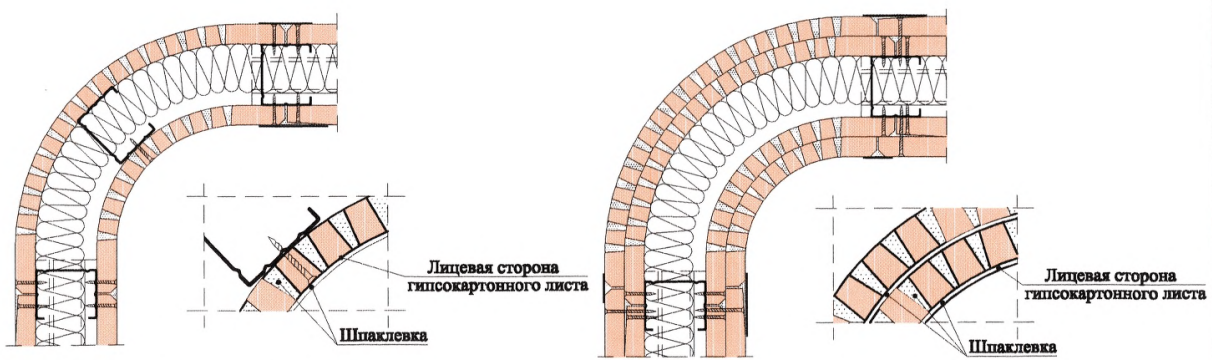 Лицевая сторона
гипсокартонного листа
Шпаклевка
Лицевая сторона
гипсокартонного листа
Шпаклевка